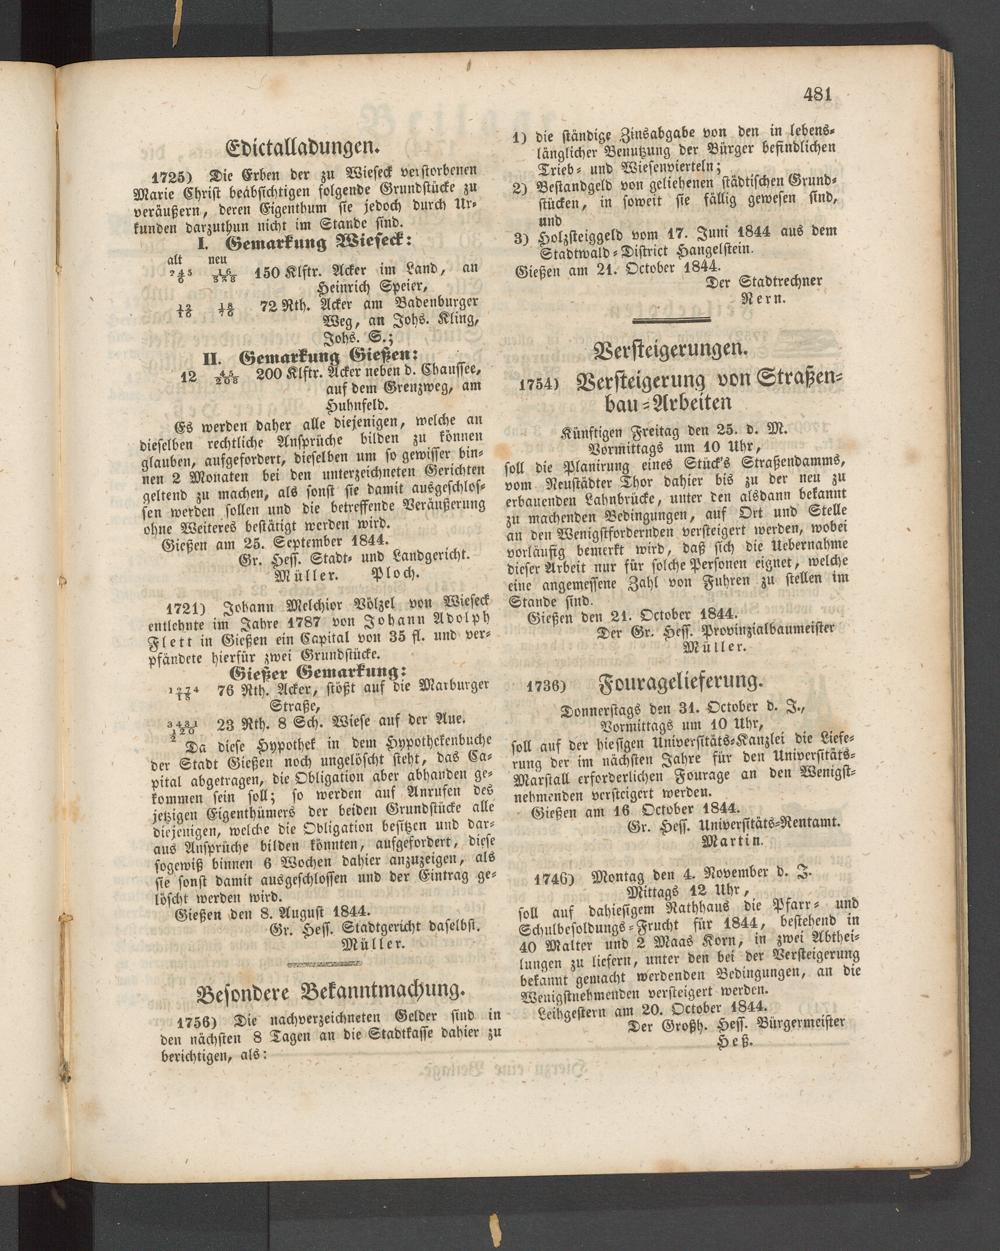 481
Edictalladungen.
1725) Die Erben der zu Wieseck verstorbenen
Marie Christ beabsichtigen folgende Grundstücke zu
veräußern, deren Eigenthum sie jedoch durch Ur-
kunden darzuthun nicht im Stande sind.
I. Gemarkung Wieseck:
alt neu
150 Klftr. Acker im Land, an
Heinrich Speier,
72 Rth. Acker am Badenburger
Weg, an Johs. Kling,
Johs. S.;
II. Gemarkung Gießen:
12 200 Klftr. Acker neben d. Chaussee,
auf dem Grenzweg, am
Huhnfeld.
Es werden daher alle diejenigen, welche an
dieselben rechtliche Ansprüche bilden zu können
glauben, aufgefordert, dieselben um so gewisser bin-
nen 2 Monaten bei den unterzeichneten Gerichten
geltend zu machen, als sonst sie damit ausgeschlos-
sen werden sollen und die betreffende Veräußerung
ohne Weiteres bestätigt werden wird.
Gießen am 25. September 1844.
Gr. Hess. Stadt- und Landgericht.
Müller. Ploch.
1721) Johann Melchior Völzel von Wieseck
entlehnte im Jahre 1787 von Johann Adolph
Flett in Gießen ein Capital von 35 fl. und ver-
pfändete hierfür zwei Grundstücke.
Gießer Gemarkung:
76 Rth. Acker, stößt auf die Marburger
Straße,
23 Rth. 8 Sch. Wiese auf der Aue.
Da diese Hypothek in dem Hypothekenbuche
der Stadt Gießen noch ungelöscht steht, das Ca-
pital abgetragen, die Obligation aber abhanden ge-
kommen sein soll; so werden auf Anrufen des
jetzigen Eigenthümers der beiden Grundstücke alle
diejenigen, welche die Obligation besitzen und dar-
aus Ansprüche bilden könnten, aufgefordert, diese
sogewiß binnen 6 Wochen dahier anzuzeigen, als
sie sonst damit ausgeschlossen und der Eintrag ge-
löscht werden wird.
Gießen den 8. August 1844.
Gr. Hess. Stadtgericht daselbst.
Müller.
Besondere Bekanntmachung.
1756) Die nachverzeichneten Gelder sind in
den nächsten 8 Tagen an die Stadtkasse dahier zu
berichtigen, als:
1) die ständige Zinsabgabe von den in lebens-
länglicher Benutzung der Bürger befindlichen
Trieb- und Wiesenvierteln;
2) Bestandgeld von geliehenen städtischen Grund-
stücken, in soweit sie fällig gewesen sind,
und
3) Holzsteiggeld vom 17. Juni 1844 aus dem
Stadtwald-District Hangelstein.
Gießen am 21. October 1844.
Der Stadtrechner
Nern.
Versteigerungen.
1754) Versteigerung von Straßen-
bau-Arbeiten
Künftigen Freitag den 25. d. M.
Vormittags um 10 Uhr,
soll die Planirung eines Stück's Straßendamms,
vom Neustädter Thor dahier bis zu der neu zu
erbauenden Lahnbrücke, unter den alsdann bekannt
zu machenden Bedingungen, auf Ort und Stelle
an den Wenigstfordernden versteigert werden, wobei
vorläufig bemerkt wird, daß sich die Uebernahme
dieser Arbeit nur für solche Personen eignet, welche
eine angemessene Zahl von Fuhren zu stellen im
Stande sind.
Gießen den 21. October 1844.
Der Gr. Hess. Provinzialbaumeister
Müller.
1736) Fouragelieferung.
Donnerstags den 31. October d. J.,
Vormittags um 10 Uhr,
soll auf der hiesigen Universitäts-Kanzlei die Liefe-
rung der im nächsten Jahre für den Universitäts-
Marstall erforderlichen Fourage an den Wenigst-
nehmenden versteigert werden.
Gießen am 16 October 1844.
Gr. Hess. Universitäts-Rentamt.
Martin.
1746) Montag den 4. November d. J.
Mittags 12 Uhr,
soll auf dahiesigem Rathhaus die Pfarr- und
Schulbesoldungs-Frucht für 1844, bestehend in
40 Malter und 2 Maas Korn, in zwei Abthei-
lungen zu liefern, unter den bei der Versteigerung
bekannt gemacht werdenden Bedingungen, an die
Wenigstnehmenden versteigert werden.
Leihgestern am 20. October 1844.
Der Großh. Hess. Bürgermeister
Heß.